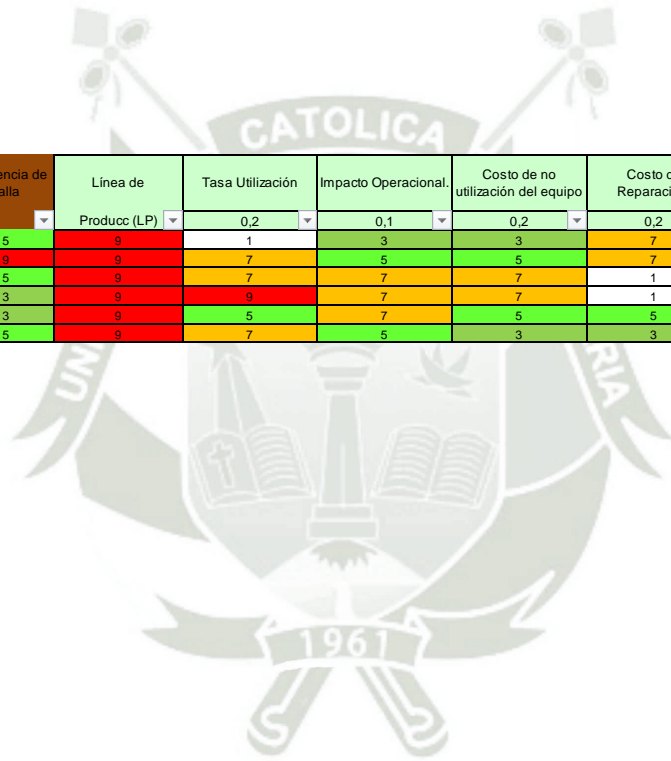 CATOLICA
encia de Línea de Tasa Utilización Impacto Operacional. Costo de no Costo d
alla utilización del equipo Reparaci
Producc (LP) 0,2 0,1 0,2 0,2
5 9 1 3 3 7
9 9 7 5 5 7
5 9 7 7 7 1
3 9 9 7 7 1
3 9 5 7 5 5
5 9 7 5 3 3
UN
RIA
1961